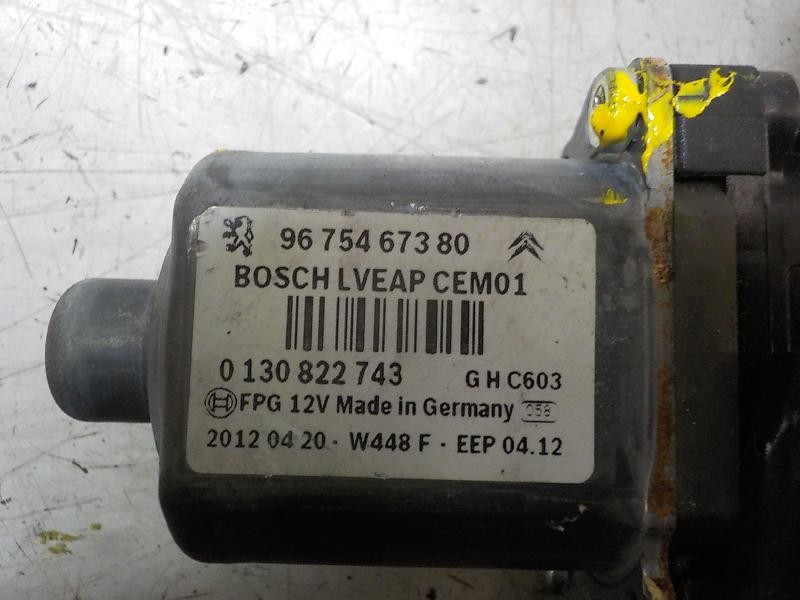 96 754 673 80
BOSCH LVEAP CEM01
0 130 822 743 G H C603
FPG 12V Made in Germany 058
2012 04 20 · W448 F · EEP 04.12